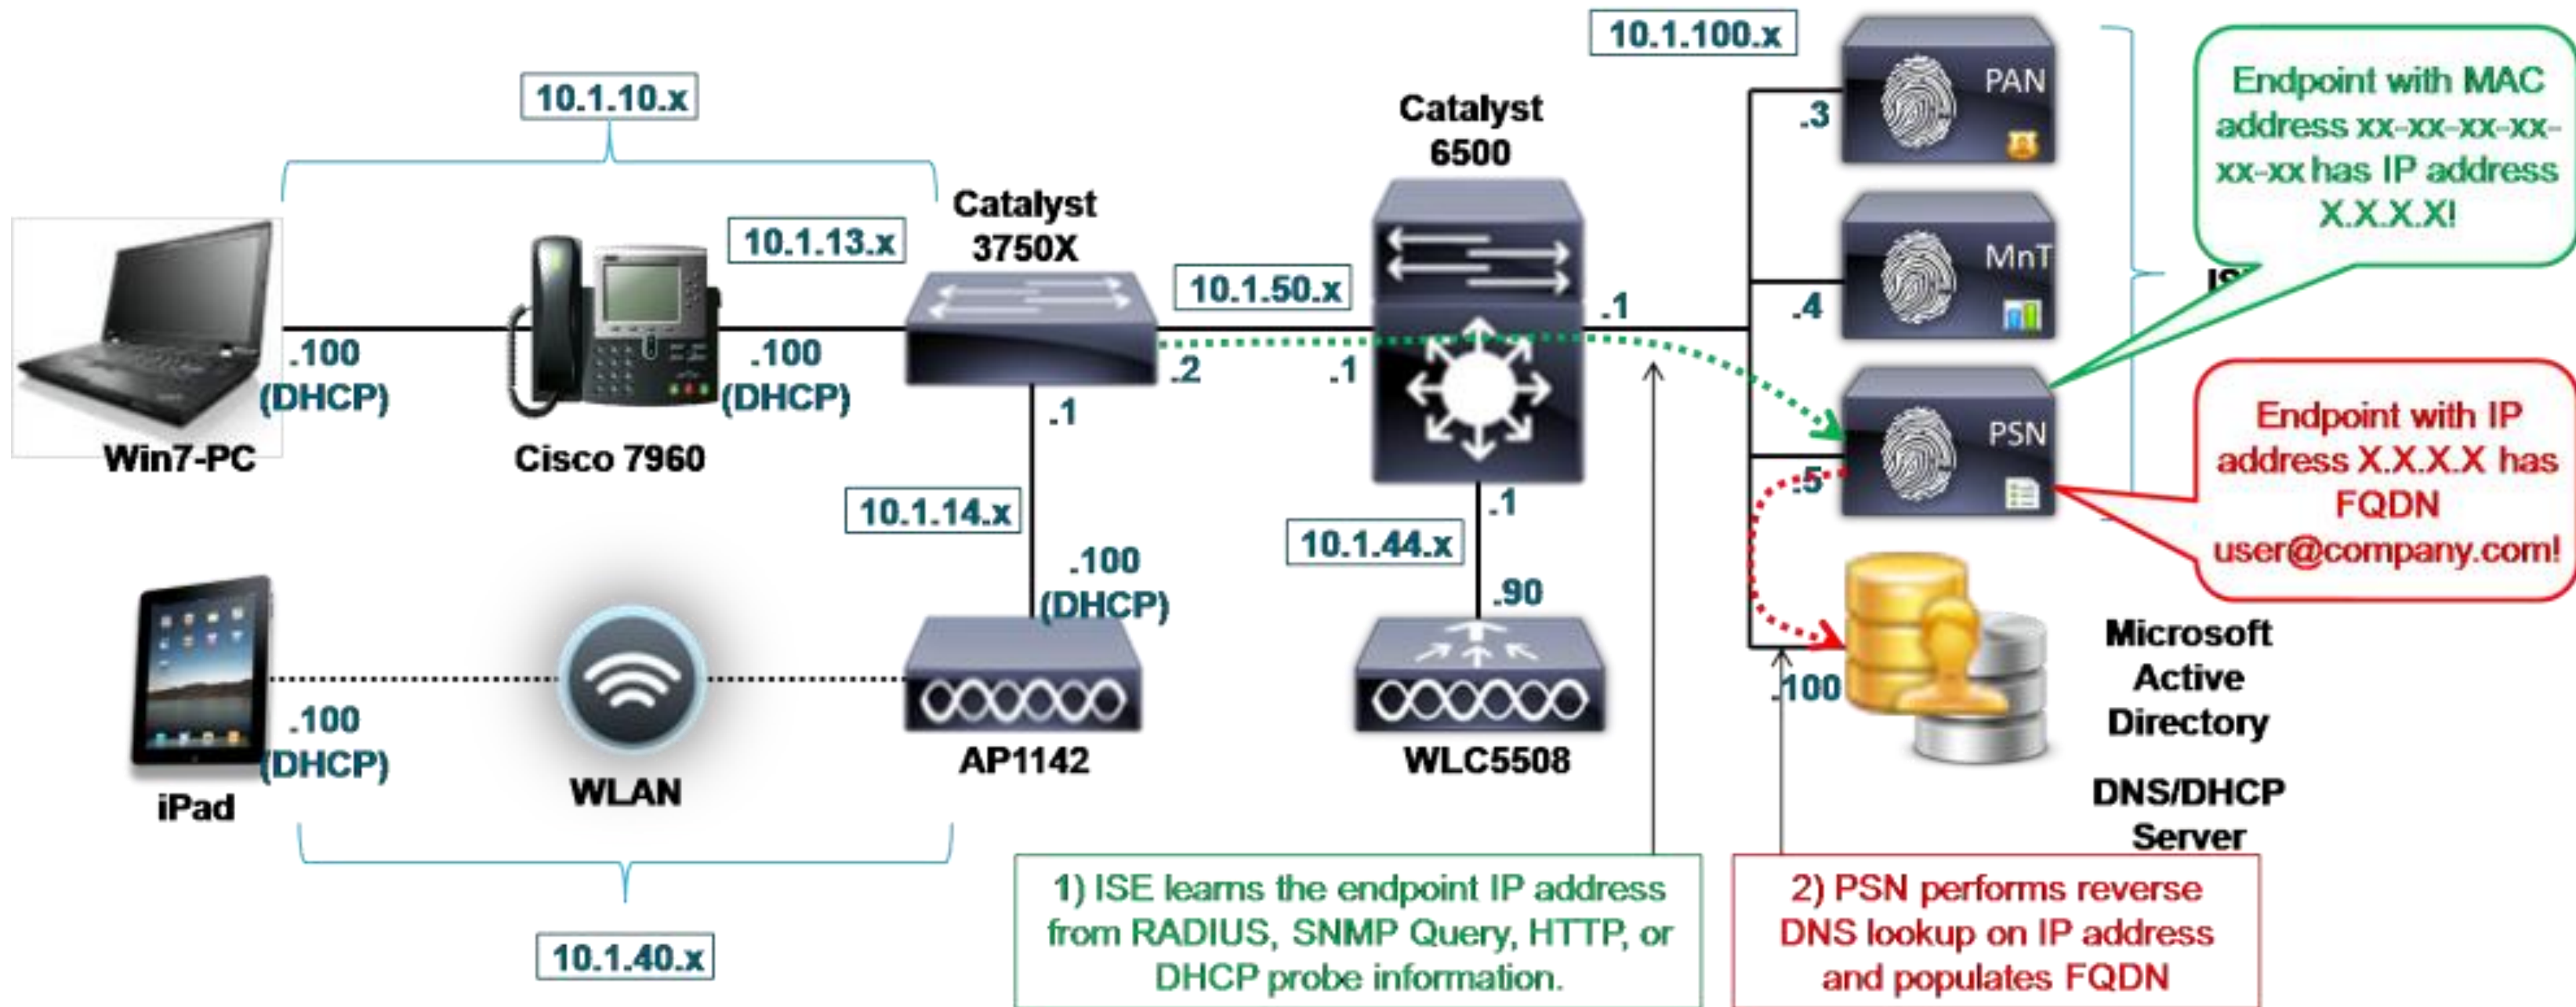 10.1.100.x
10.1.10.x
Catalyst
6500
PAN
.3
Endpoint with MAC
address xx-xx-xx-xx-
xx-xx has IP address
X.X.X.X!
Catalyst
3750X
10.1.13.x
10.1.50.x
MnT
.4
.1
.100
(DHCP)
.100
(DHCP)
.2
.1
.1
Win7-PC
Cisco 7960
PSN
.5
Endpoint with IP
address X.X.X.X has
FQDN
user@company.com!
10.1.14.x
.1
10.1.44.x
.100
(DHCP)
.90
.100
Microsoft
Active
Directory
DNS/DHCP
Server
.100
(DHCP)
iPad
WLAN
AP1142
WLC5508
10.1.40.x
1) ISE learns the endpoint IP address
from RADIUS, SNMP Query, HTTP, or
DHCP probe information.
2) PSN performs reverse
DNS lookup on IP address
and populates FQDN